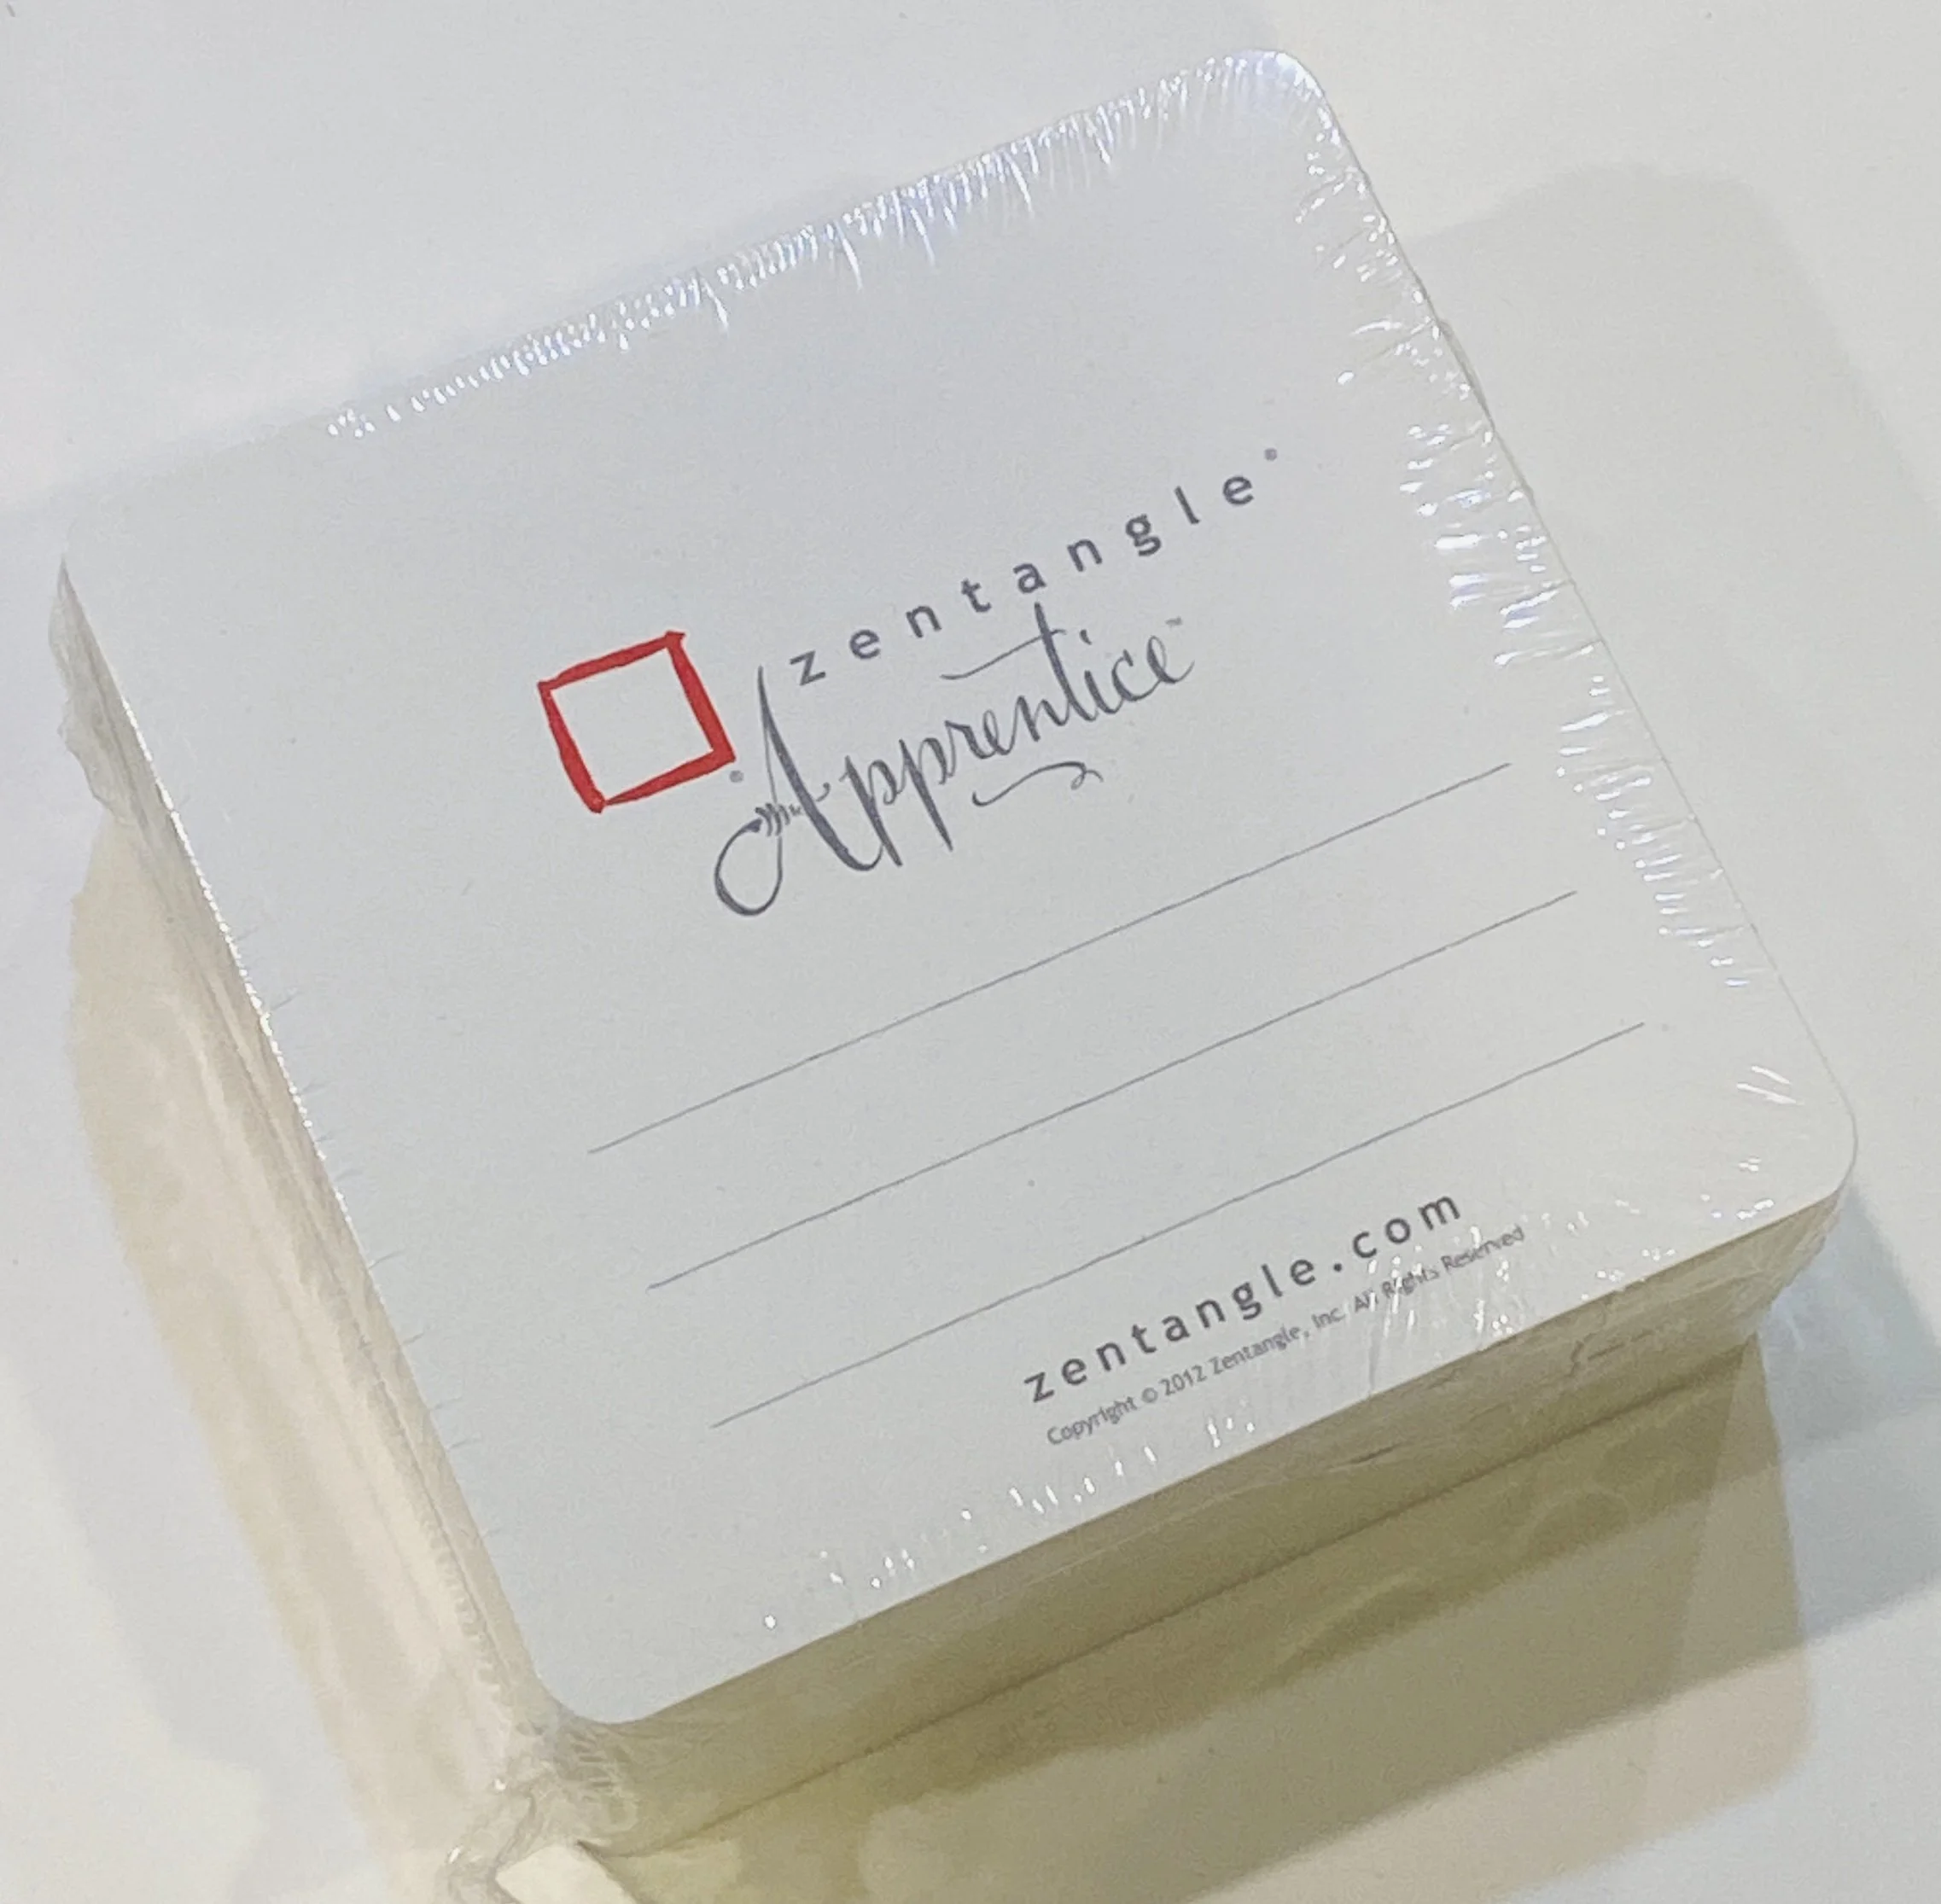 zentangle®
Apprentice™
zentangle.com
Copyright © 2012 Zentangle, Inc. All Rights Reserved